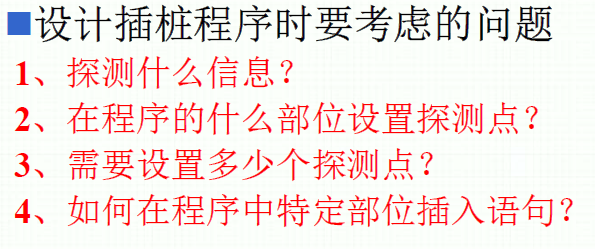 设计插桩程序时要考虑的问题
1、探测什么信息？
2、在程序的什么部位设置探测点？
3、需要设置多少个探测点？
4、如何在程序中特定部位插入语句？